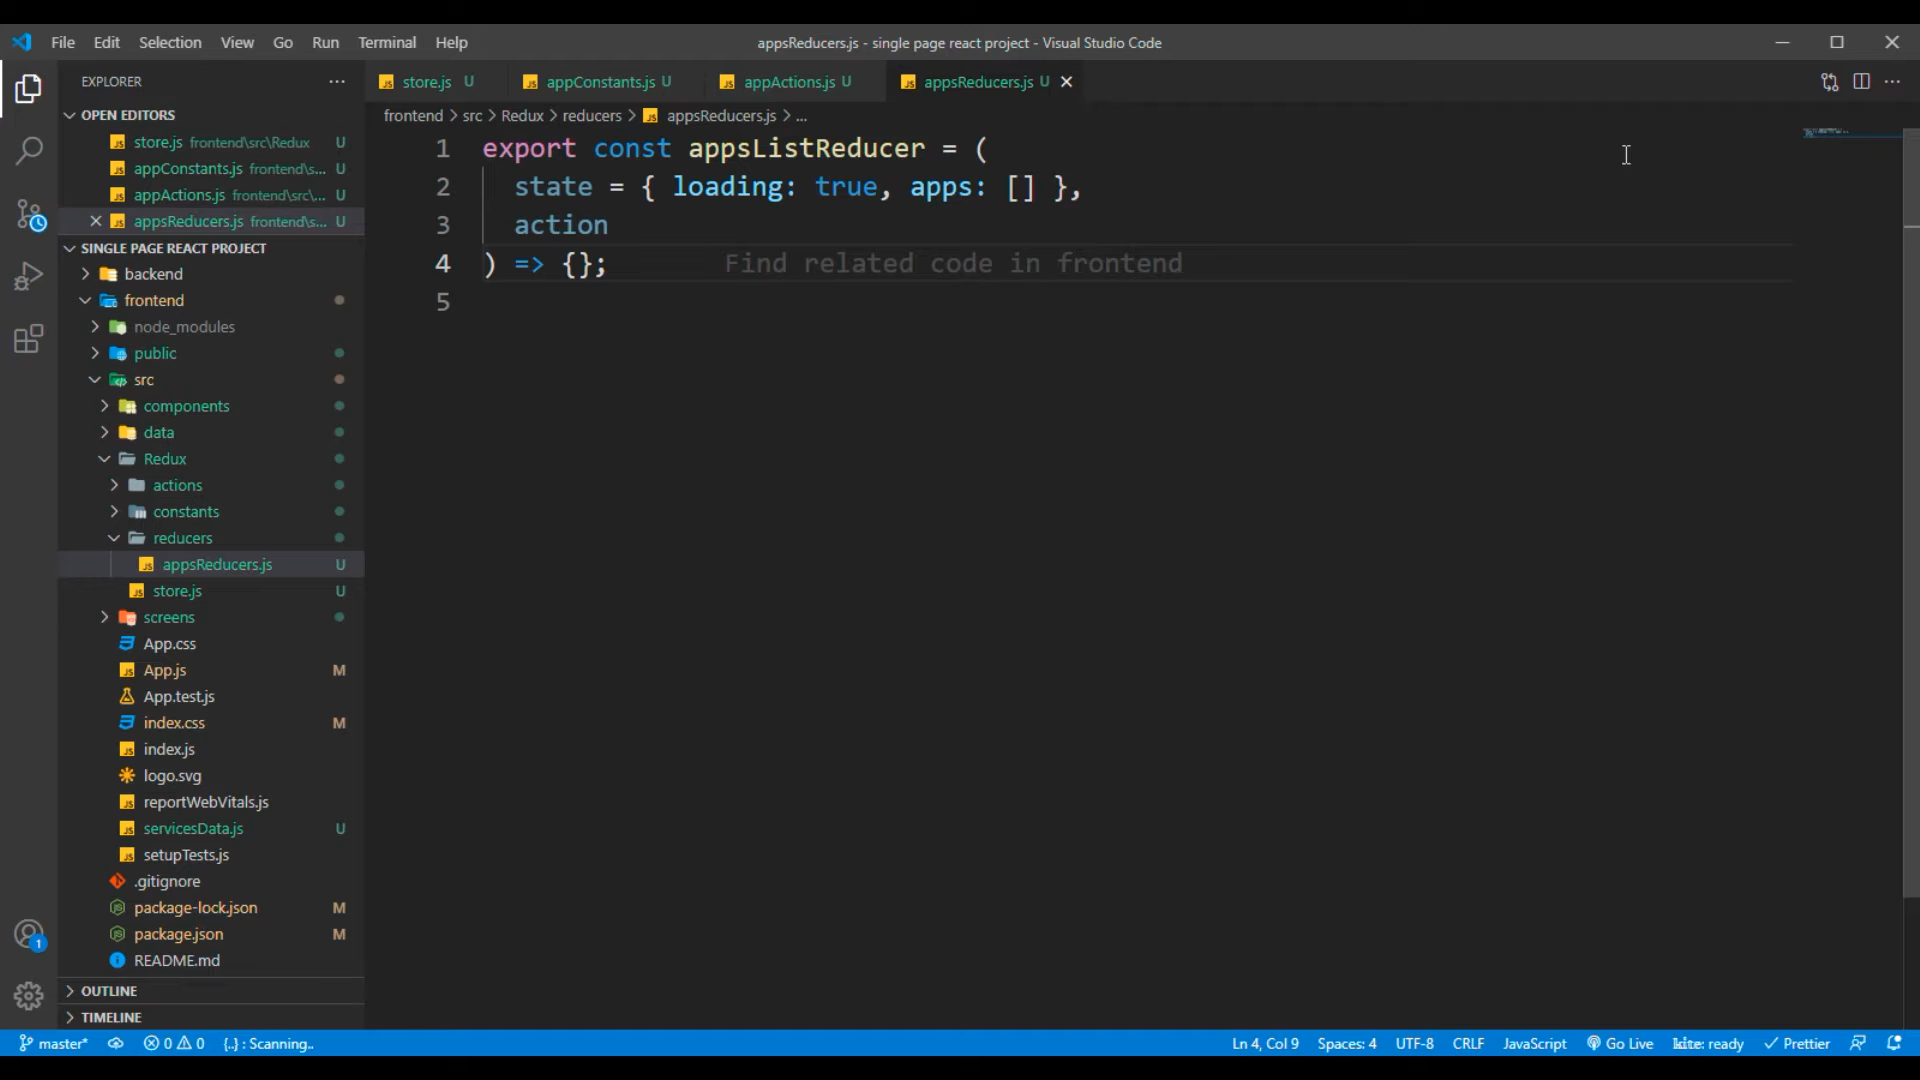 File Edit Selection View Go Run Terminal Help
appsReducers.js - single page react project - Visual Studio Code
EXPLORER
store.js U
appConstants.js U
appActions.js U
appsReducers.js U
OPEN EDITORS
store.js frontend\src\Redux U
appConstants.js frontend\s... U
appActions.js frontend\src\... U
appsReducers.js frontend\s... U
SINGLE PAGE REACT PROJECT
backend
frontend
node_modules
public
src
components
data
Redux
actions
constants
reducers
appsReducers.js U
store.js U
screens
App.css
App.js M
App.test.js
index.css M
index.js
logo.svg
reportWebVitals.js
servicesData.js U
setupTests.js
.gitignore
package-lock.json M
package.json M
README.md
OUTLINE
TIMELINE
frontend > src > Redux > reducers > JS appsReducers.js > ...
1 export const appsListReducer = (
2 state = { loading: true, apps: [] },
3 action
4 ) => {}; Find related code in frontend
5
1
master* 0 0 {..} : Scanning..
Ln 4, Col 9 Spaces: 4 UTF-8 CRLF JavaScript Go Live kite: ready Prettier